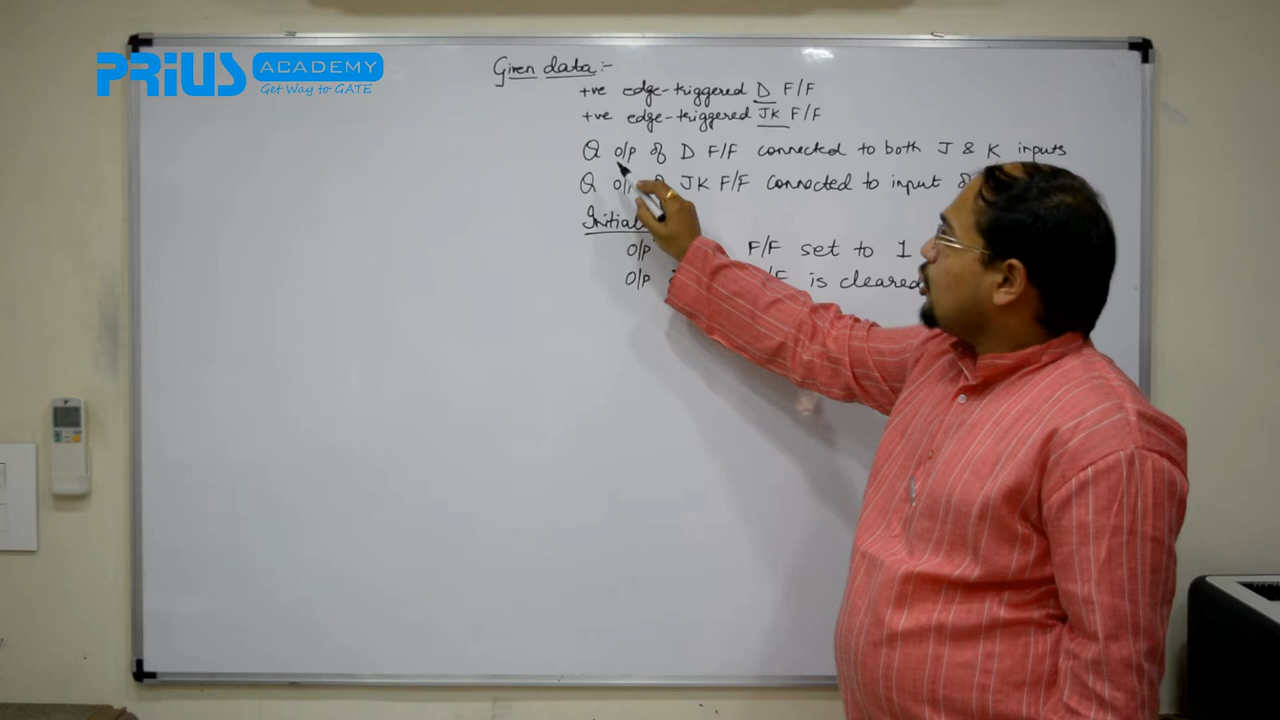 PRiUS ACADEMY
Get Way to GATE
Given data :-
+ve edge-triggered D F/F
+ve edge-triggered JK F/F
Q o/p of D F/F connected to both J & K inputs
Q o/p JK F/F connected to input
Initial
o/p F/F set to 1
o/p is cleared